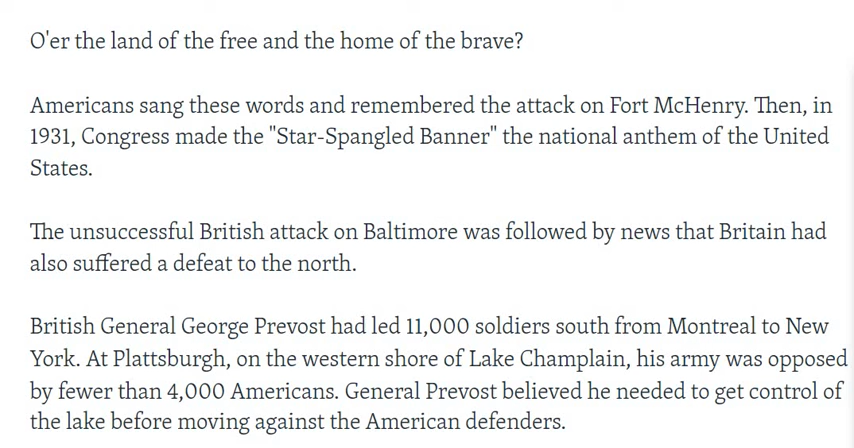 O'er the land of the free and the home of the brave?
Americans sang these words and remembered the attack on Fort McHenry. Then, in
1931, Congress made the "Star-Spangled Banner" the national anthem of the United
States.
The unsuccessful British attack on Baltimore was followed by news that Britain had
also suffered a defeat to the north.
British General George Prevost had led 11,000 soldiers south from Montreal to New
York. At Plattsburgh, on the western shore of Lake Champlain, his army was opposed
by fewer than 4,000 Americans. General Prevost believed he needed to get control of
the lake before moving against the American defenders.